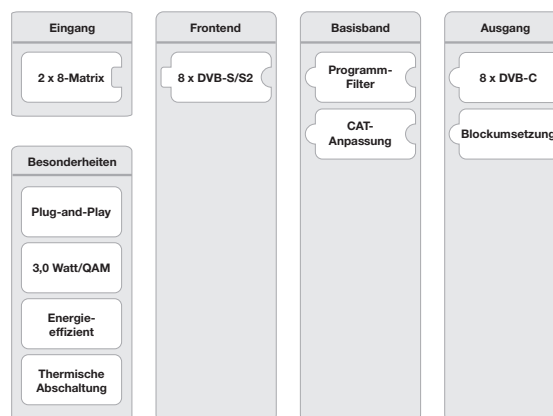 Eingang
2 x 8-Matrix
Besonderheiten
Plug-and-Play
3,0 Watt/QAM
Energie-
effizient
Thermische
Abschaltung
Frontend
8 x DVB-S/S2
Basisband
Programm-
Filter
CAT-
Anpassung
Ausgang
8 x DVB-C
Blockumsetzung